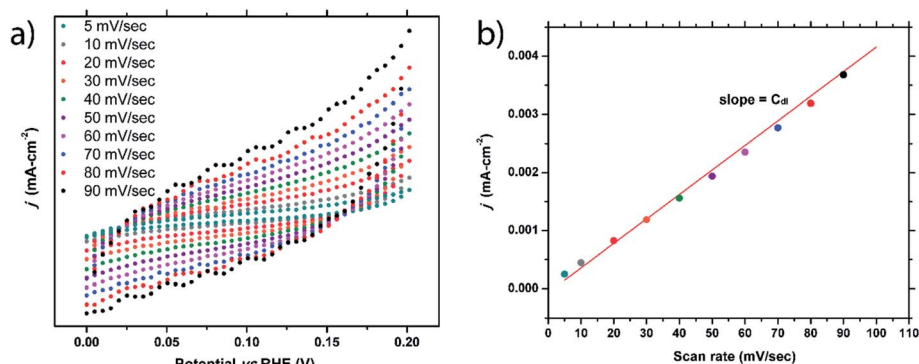 a)
5 mV/sec
10 mV/sec
20 mV/sec
30 mV/sec
40 mV/sec
50 mV/sec
60 mV/sec
70 mV/sec
80 mV/sec
90 mV/sec
j (mA-cm⁻²)
0.00 0.05 0.10 0.15 0.20
Potential vs RHE (V)
b)
0.004
0.003
0.002
0.001
0.000
j (mA-cm⁻²)
slope = Cdl
0 10 20 30 40 50 60 70 80 90 100 110
Scan rate (mV/sec)